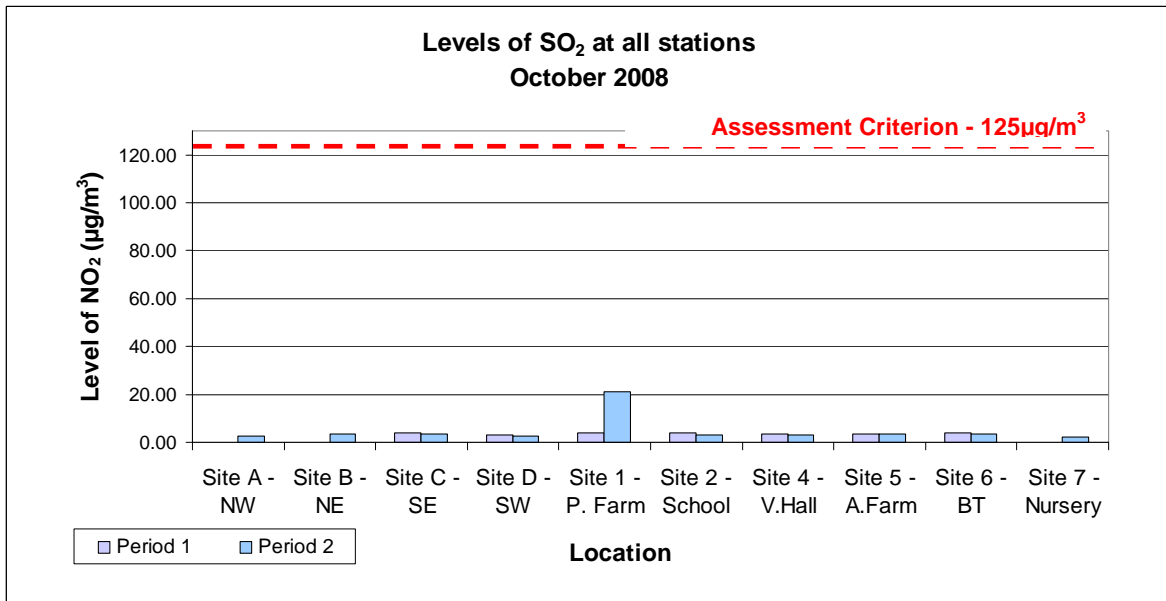 Levels of SO₂ at all stations
October 2008
Assessment Criterion - 125µg/m³
Level of NO₂ (µg/m³)
120.00
100.00
80.00
60.00
40.00
20.00
0.00
Site A - NW
Site B - NE
Site C - SE
Site D - SW
Site 1 - P. Farm
Site 2 - School
Site 4 - V.Hall
Site 5 - A.Farm
Site 6 - BT
Site 7 - Nursery
Location
Period 1
Period 2